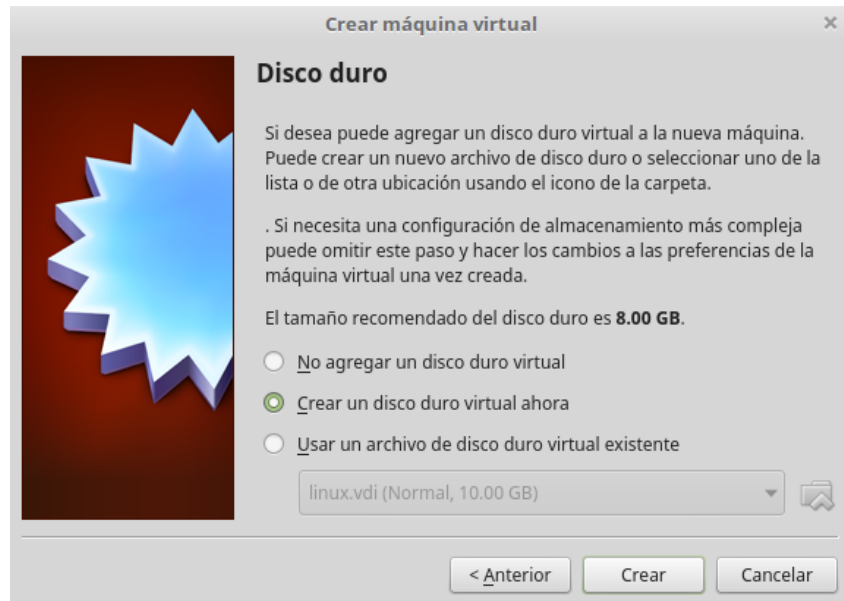 Crear máquina virtual
Disco duro
Si desea puede agregar un disco duro virtual a la nueva máquina.
Puede crear un nuevo archivo de disco duro o seleccionar uno de la
lista o de otra ubicación usando el icono de la carpeta.
. Si necesita una configuración de almacenamiento más compleja
puede omitir este paso y hacer los cambios a las preferencias de la
máquina virtual una vez creada.
El tamaño recomendado del disco duro es 8.00 GB.
No agregar un disco duro virtual
Crear un disco duro virtual ahora
Usar un archivo de disco duro virtual existente
linux.vdi (Normal, 10.00 GB)
< Anterior
Crear
Cancelar